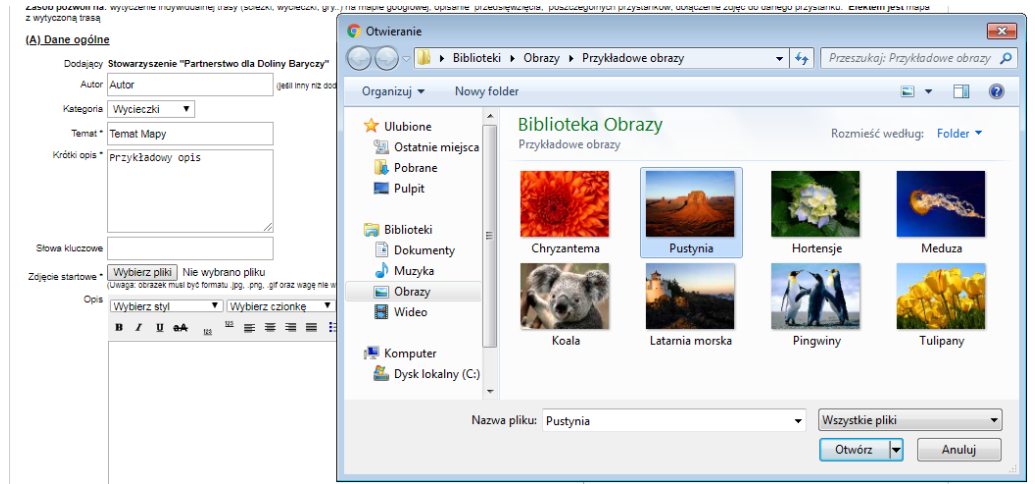 Zasób pozwoli na: wytyczenie indywidualnej trasy (ścieżki, wycieczki, gry..) na mapie googlowej, opisanie przedsięwzięcia, poszczegolnych przystanków, dołączenie zdjęć do danego przystanku. Efektem jest mapa
z wytyczoną trasą
(A) Dane ogólne
Dodający Stowarzyszenie "Partnerstwo dla Doliny Baryczy"
Autor Autor (jeśli inny niż dod
Kategoria Wycieczki
Temat * Temat Mapy
Krótki opis * Przykładowy opis
Słowa kluczowe
Zdjęcie startowe * Wybierz pliki Nie wybrano pliku
(Uwaga: obrazek musi być formatu .jpg, .png, .gif oraz wagę nie w
Opis Wybierz styl Wybierz czcionkę
B I U aA 123 123
Otwieranie
Biblioteki Obrazy Przykładowe obrazy
Przeszukaj: Przykładowe obrazy
Organizuj Nowy folder
Ulubione
Ostatnie miejsca
Pobrane
Pulpit
Biblioteki
Dokumenty
Muzyka
Obrazy
Wideo
Komputer
Dysk lokalny (C:)
Biblioteka Obrazy
Przykładowe obrazy
Rozmieść według: Folder
Chryzantema Pustynia Hortensje Meduza
Koala Latarnia morska Pingwiny Tulipany
Nazwa pliku: Pustynia Wszystkie pliki
Otwórz Anuluj